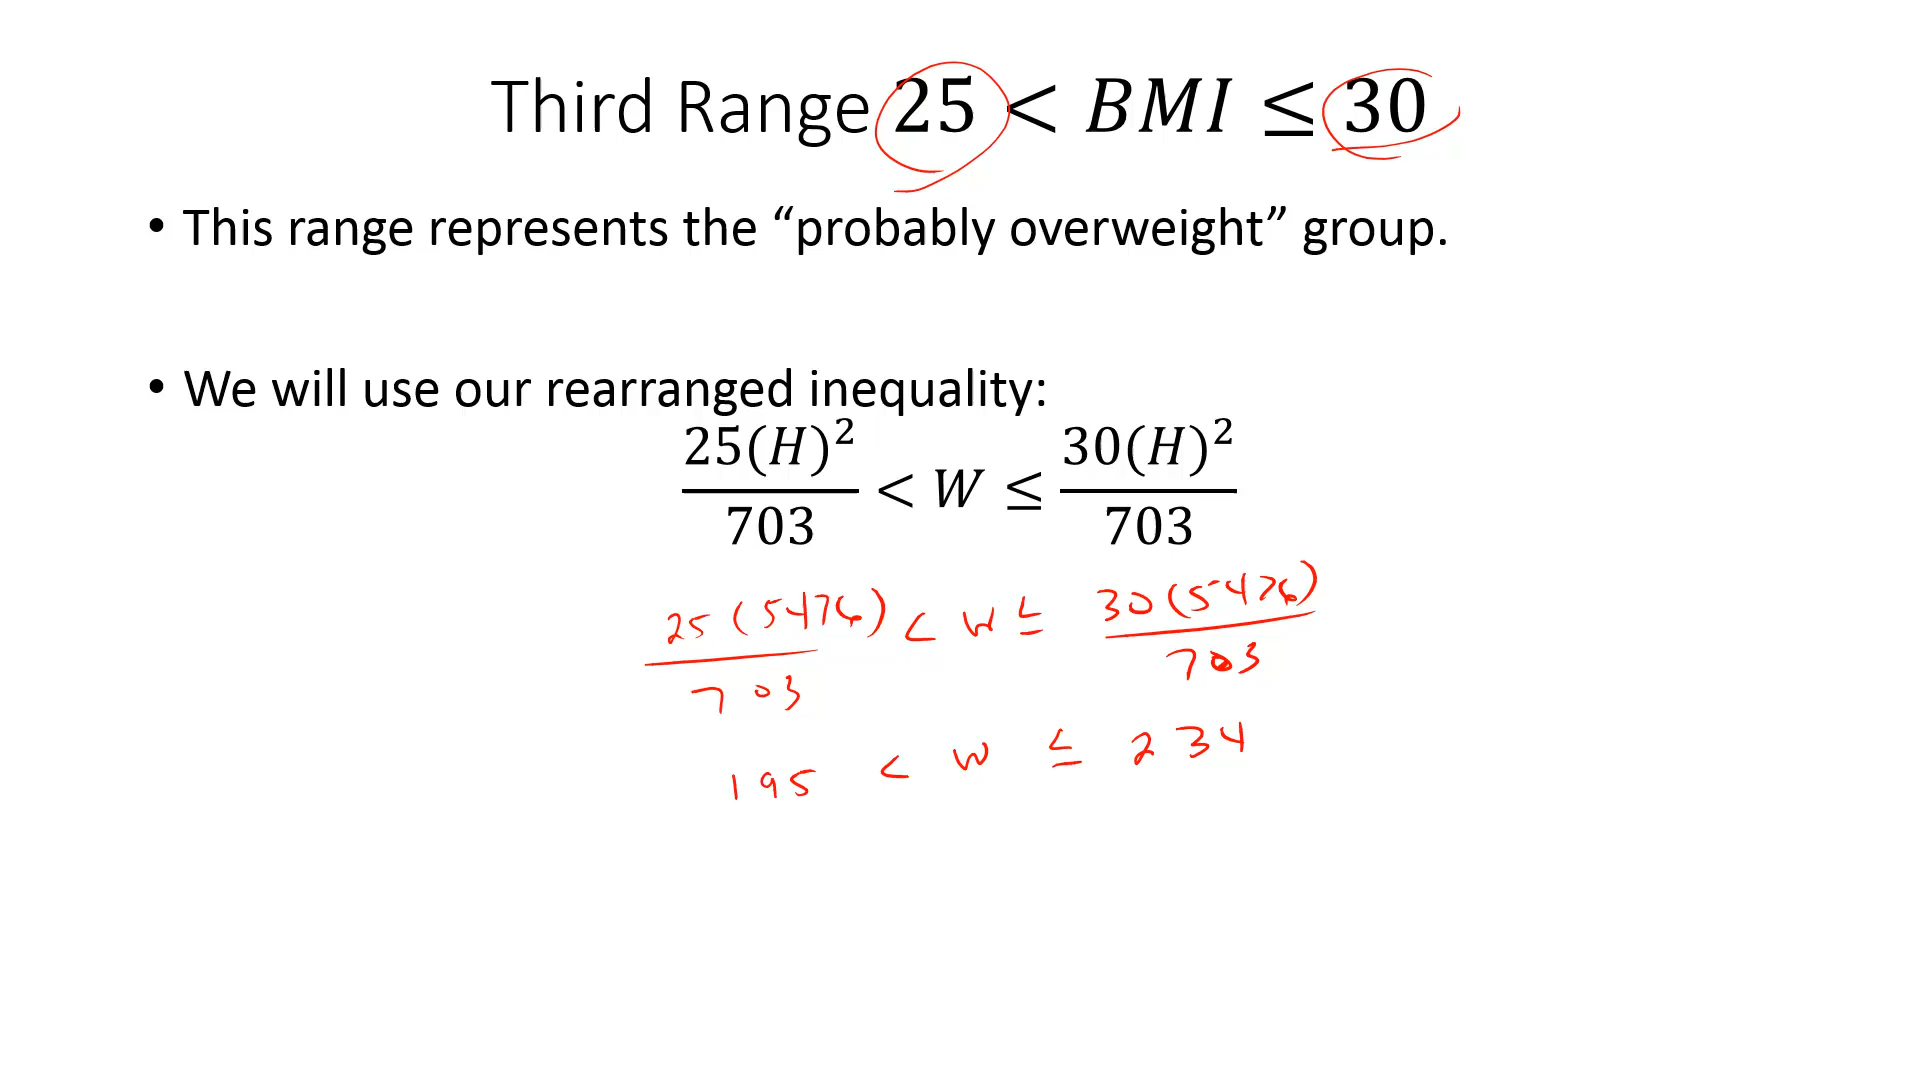 Third Range 25 < BMI ≤ 30
• This range represents the “probably overweight” group.
• We will use our rearranged inequality:
25(H)²/703 < W ≤ 30(H)²/703
25(5476)/703 < W ≤ 30(5476)/703
195 < W ≤ 234